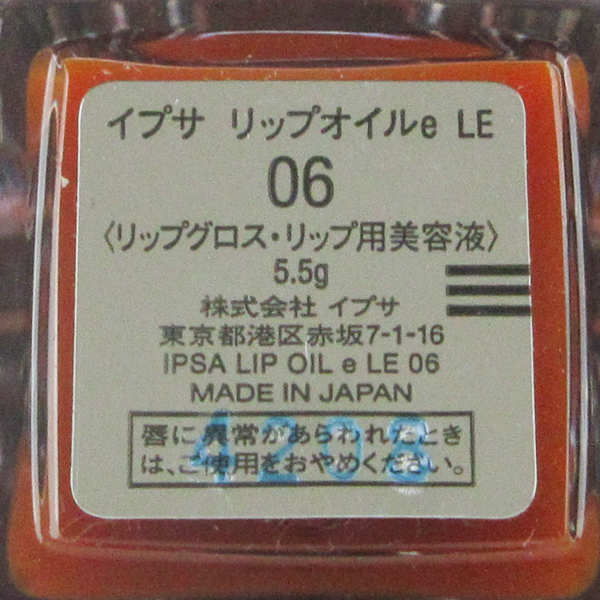 イプサ リップオイルe LE
06
〈リップグロス・リップ用美容液〉
5.5g
株式会社 イプサ
東京都港区赤坂7-1-16
IPSA LIP OIL e LE 06
MADE IN JAPAN
唇に異常があらわれたとき
は、ご使用をおやめください。
4298